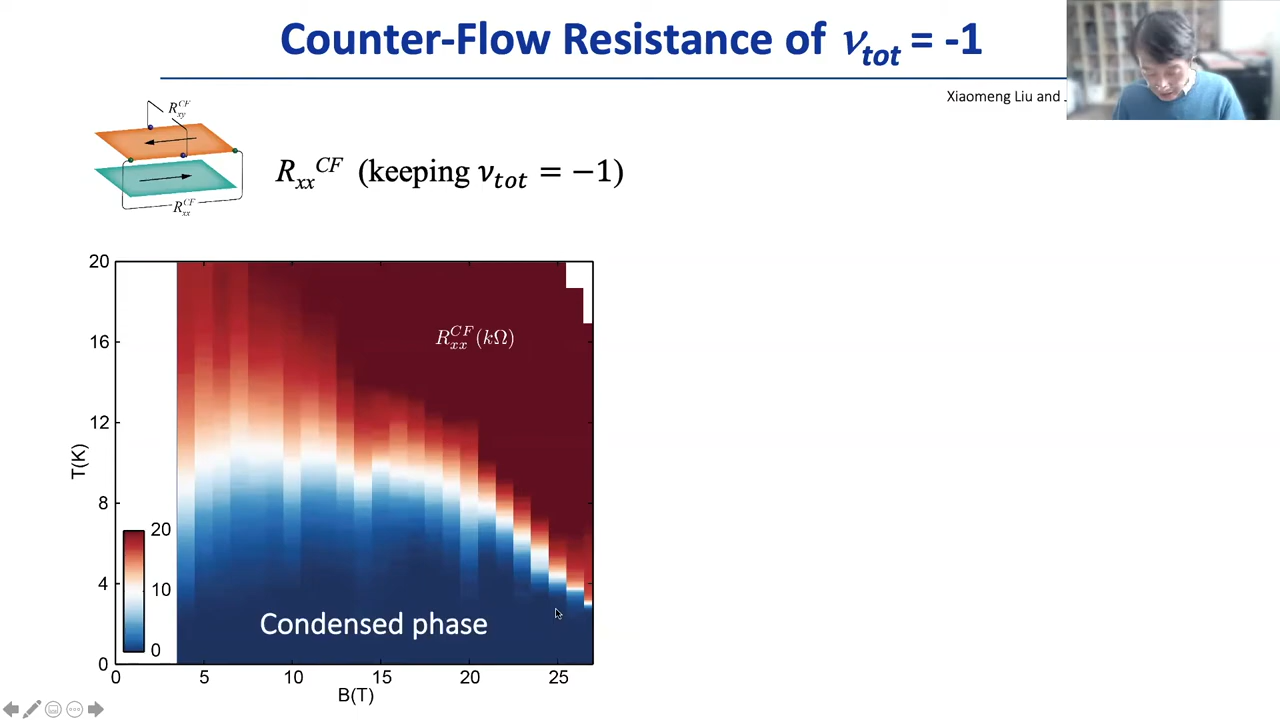 Counter-Flow Resistance of νtot = -1
Xiaomeng Liu and
R_xy^CF
R_xx^CF
R_xx^CF (keeping ν_tot = −1)
R_xx^CF (kΩ)
Condensed phase
T(K)
20
16
12
8
4
0
20
10
0
0 5 10 15 20 25
B(T)